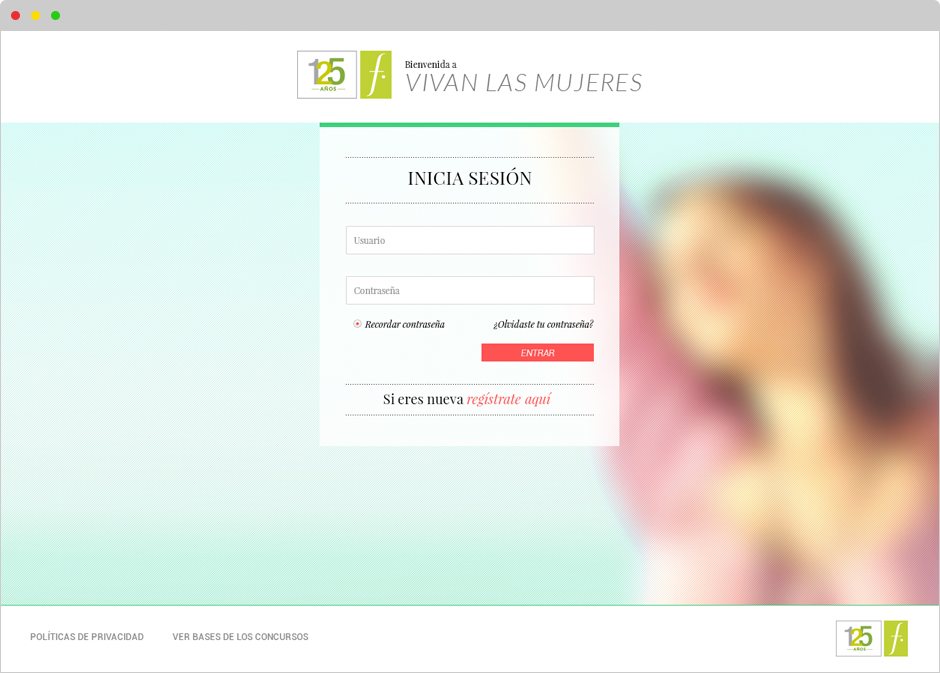 125
AÑOS
f.
Bienvenida a
VIVAN LAS MUJERES
INICIA SESIÓN
Usuario
Contraseña
Recordar contraseña
¿Olvidaste tu contraseña?
ENTRAR
Si eres nueva regístrate aquí
POLÍTICAS DE PRIVACIDAD
VER BASES DE LOS CONCURSOS
125
AÑOS
f.